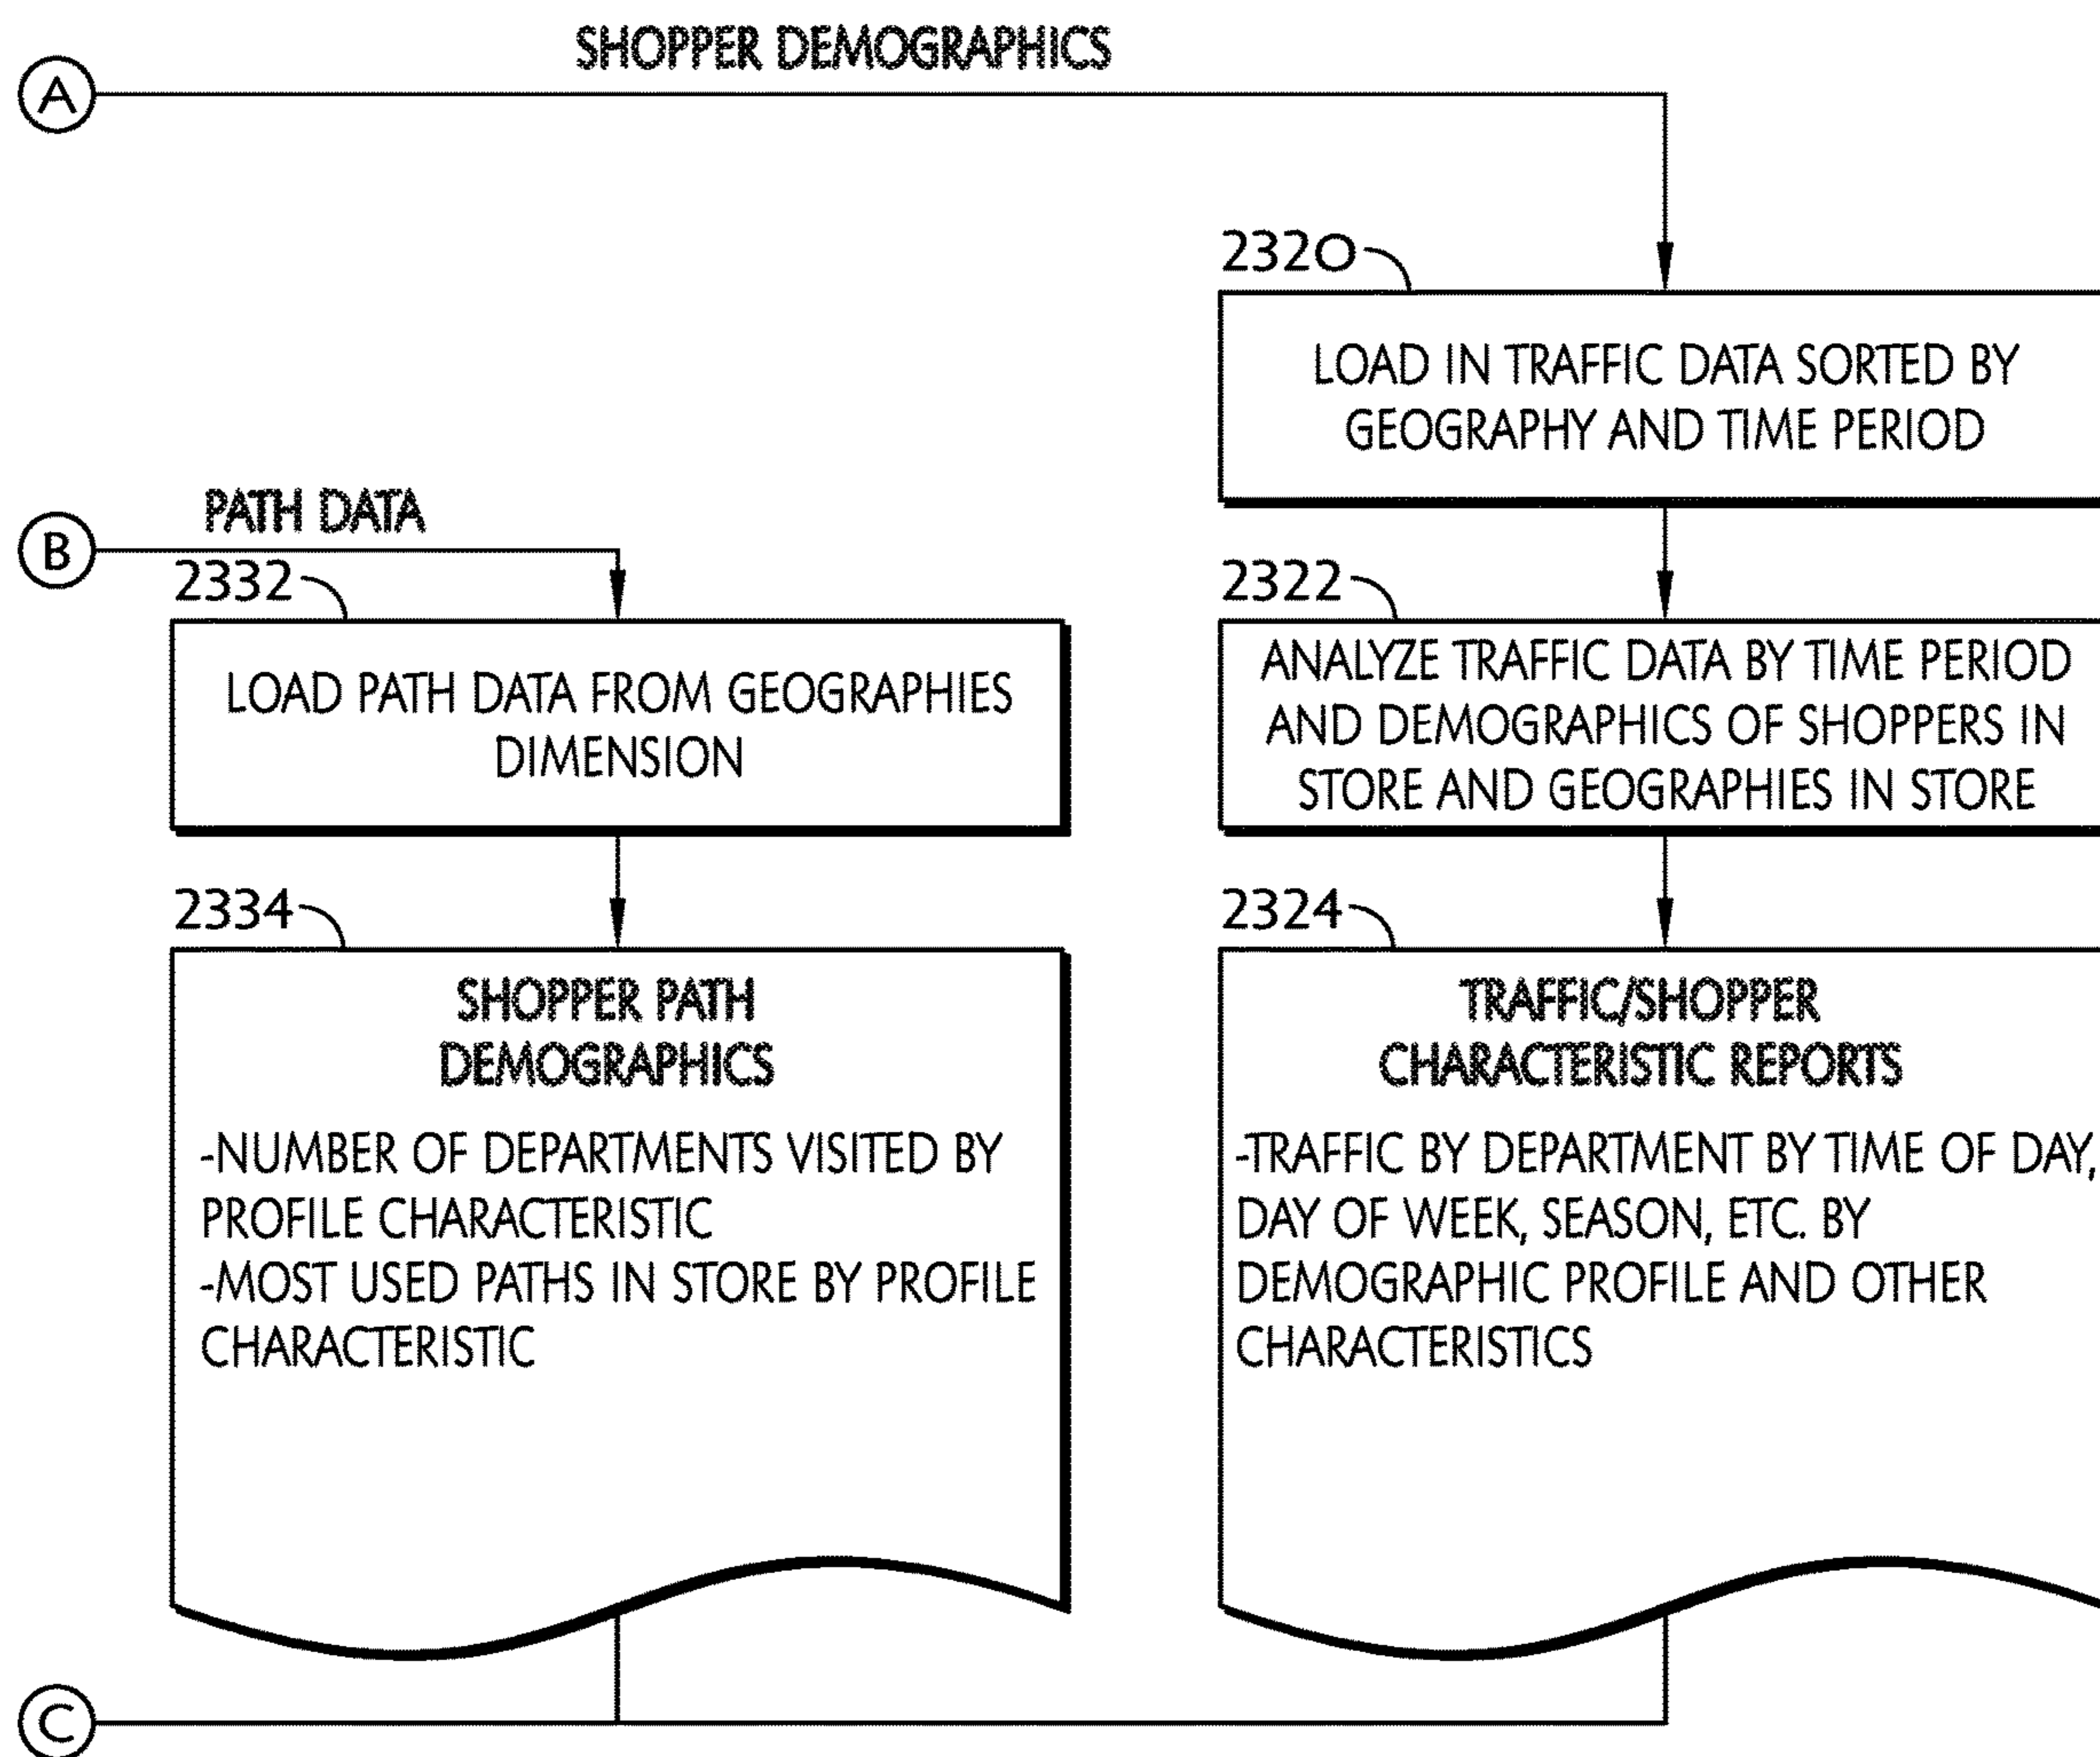 SHOPPER DEMOGRAPHICS
A
2320
LOAD IN TRAFFIC DATA SORTED BY
GEOGRAPHY AND TIME PERIOD
PATH DATA
B
2332
LOAD PATH DATA FROM GEOGRAPHIES
DIMENSION
2322
ANALYZE TRAFFIC DATA BY TIME PERIOD
AND DEMOGRAPHICS OF SHOPPERS IN
STORE AND GEOGRAPHIES IN STORE
2334
SHOPPER PATH
DEMOGRAPHICS
-NUMBER OF DEPARTMENTS VISITED BY
PROFILE CHARACTERISTIC
-MOST USED PATHS IN STORE BY PROFILE
CHARACTERISTIC
2324
TRAFFIC/SHOPPER
CHARACTERISTIC REPORTS
-TRAFFIC BY DEPARTMENT BY TIME OF DAY,
DAY OF WEEK, SEASON, ETC. BY
DEMOGRAPHIC PROFILE AND OTHER
CHARACTERISTICS
C